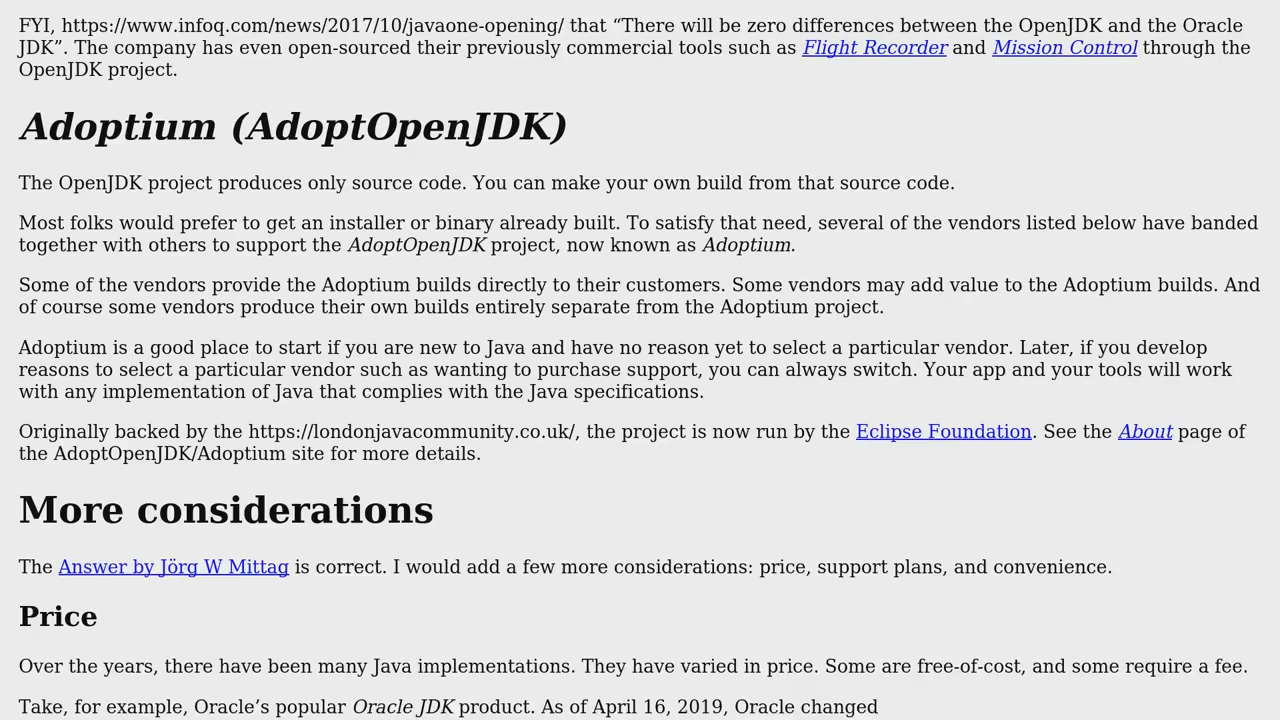 FYI, https://www.infoq.com/news/2017/10/javaone-opening/ that “There will be zero differences between the OpenJDK and the Oracle
JDK”. The company has even open-sourced their previously commercial tools such as Flight Recorder and Mission Control through the
OpenJDK project.
Adoptium (AdoptOpenJDK)
The OpenJDK project produces only source code. You can make your own build from that source code.
Most folks would prefer to get an installer or binary already built. To satisfy that need, several of the vendors listed below have banded
together with others to support the AdoptOpenJDK project, now known as Adoptium.
Some of the vendors provide the Adoptium builds directly to their customers. Some vendors may add value to the Adoptium builds. And
of course some vendors produce their own builds entirely separate from the Adoptium project.
Adoptium is a good place to start if you are new to Java and have no reason yet to select a particular vendor. Later, if you develop
reasons to select a particular vendor such as wanting to purchase support, you can always switch. Your app and your tools will work
with any implementation of Java that complies with the Java specifications.
Originally backed by the https://londonjavacommunity.co.uk/, the project is now run by the Eclipse Foundation. See the About page of
the AdoptOpenJDK/Adoptium site for more details.
More considerations
The Answer by Jörg W Mittag is correct. I would add a few more considerations: price, support plans, and convenience.
Price
Over the years, there have been many Java implementations. They have varied in price. Some are free-of-cost, and some require a fee.
Take, for example, Oracle’s popular Oracle JDK product. As of April 16, 2019, Oracle changed